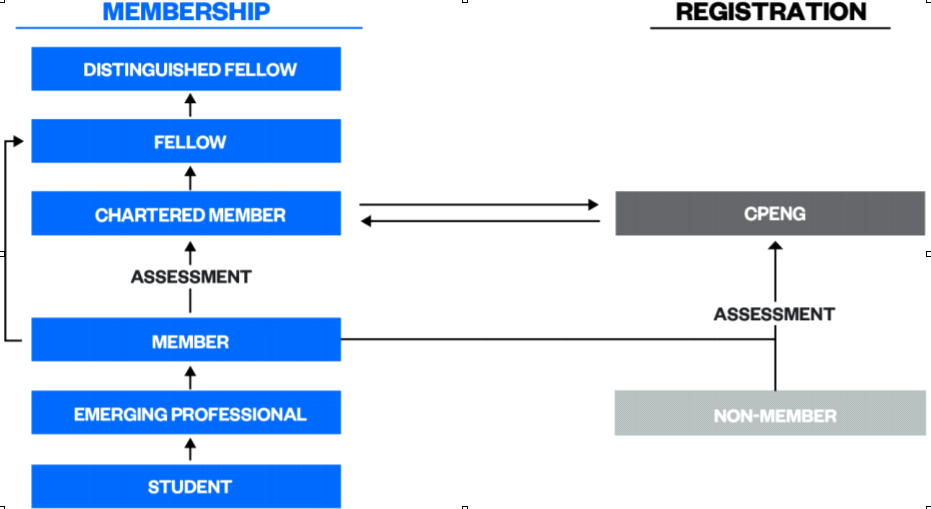 MEMBERSHIP
REGISTRATION
DISTINGUISHED FELLOW
FELLOW
CHARTERED MEMBER
CPENG
ASSESSMENT
ASSESSMENT
MEMBER
EMERGING PROFESSIONAL
NON-MEMBER
STUDENT